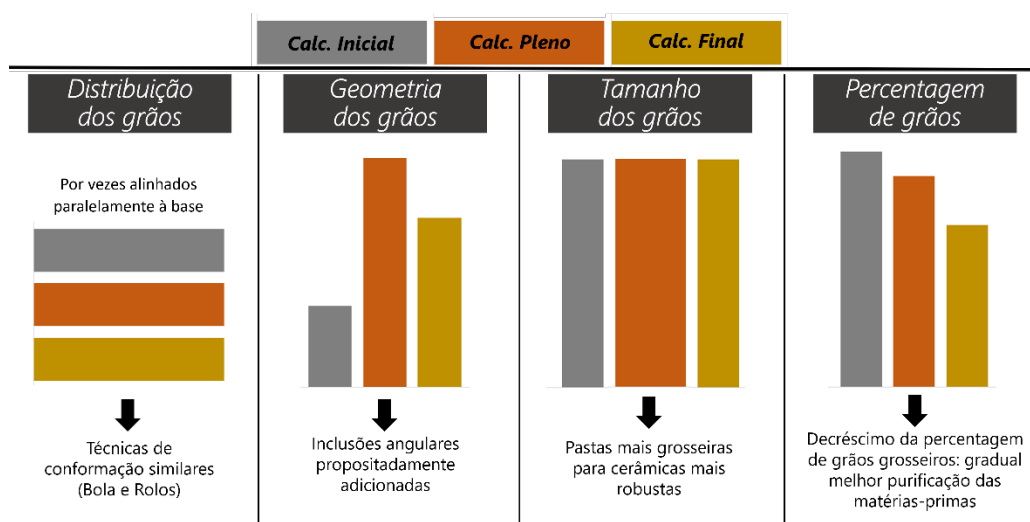 Calc. Inicial
Calc. Pleno
Calc. Final
Distribuição
dos grãos
Por vezes alinhados
paralelamente à base
Técnicas de
conformação similares
(Bola e Rolos)
Geometria
dos grãos
Inclusões angulares
propositadamente
adicionadas
Tamanho
dos grãos
Pastas mais grosseiras
para cerâmicas mais
robustas
Percentagem
de grãos
Decréscimo da percentagem
de grãos grosseiros: gradual
melhor purificação das
matérias-primas